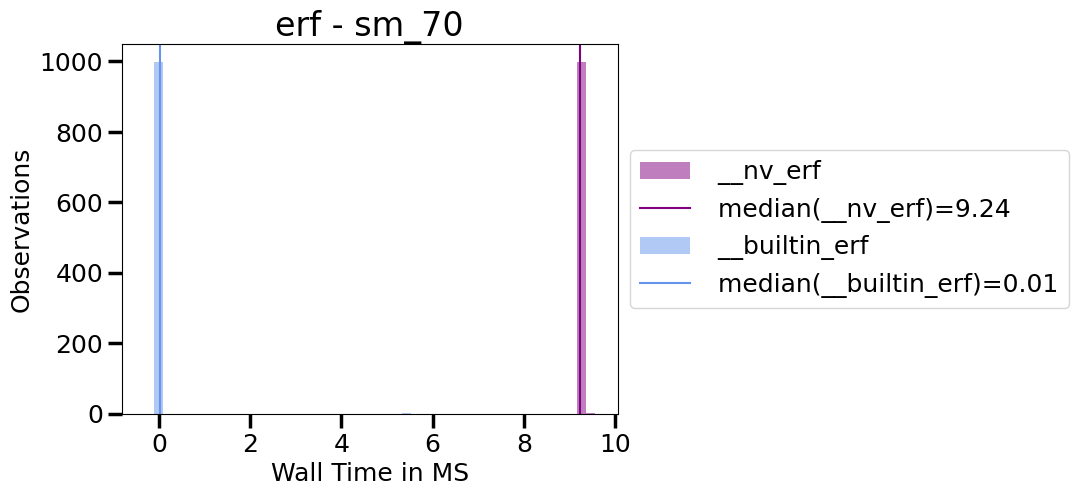 erf - sm_70
1000
800
600
400
200
0
Observations
0 2 4 6 8 10
Wall Time in MS
__nv_erf
median(__nv_erf)=9.24
__builtin_erf
median(__builtin_erf)=0.01